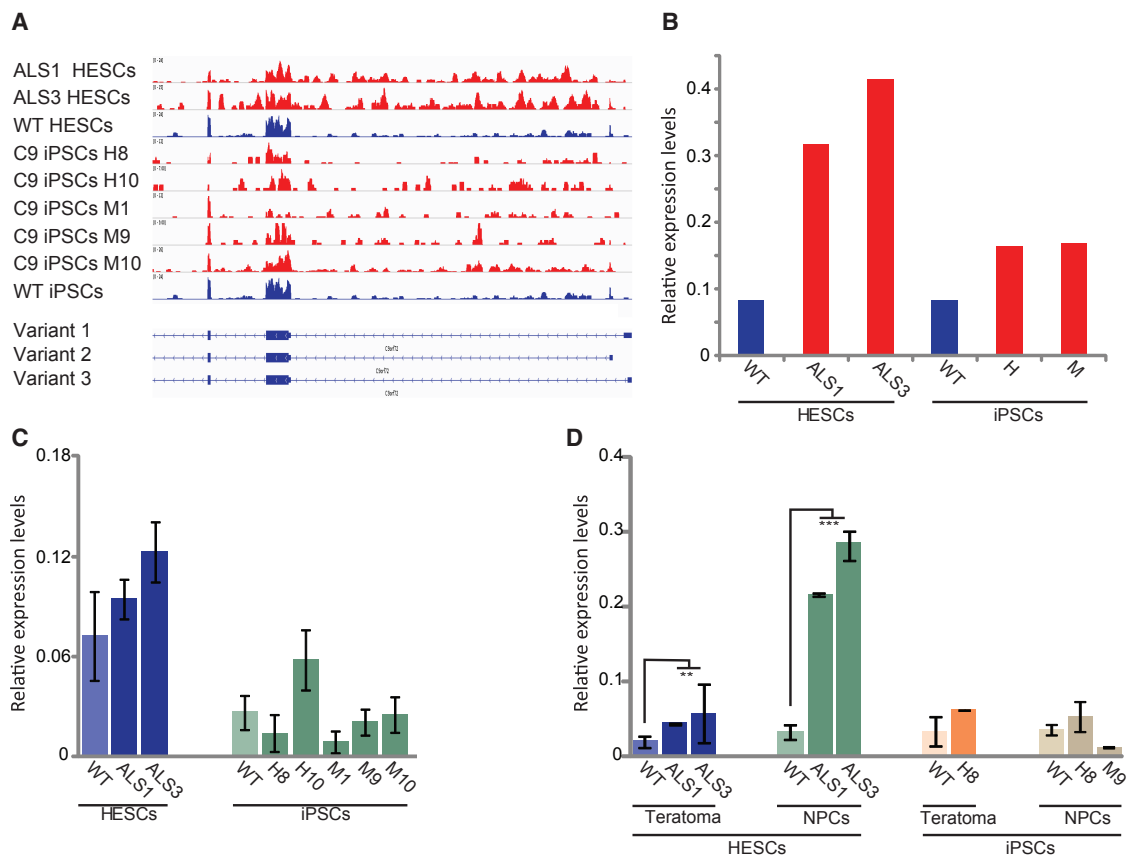 A
ALS1 HESCs
ALS3 HESCs
WT HESCs
C9 iPSCs H8
C9 iPSCs H10
C9 iPSCs M1
C9 iPSCs M9
C9 iPSCs M10
WT iPSCs
Variant 1
C9orf72
Variant 2
C9orf72
Variant 3
C9orf72
B
Relative expression levels
0.4
0.3
0.2
0.1
0
WT
ALS1
ALS3
WT
H
M
HESCs
iPSCs
C
Relative expression levels
0.18
0.12
0.06
0
WT
ALS1
ALS3
H8
H10
M1
M9
M10
WT
HESCs
iPSCs
D
Relative expression levels
0.4
0.3
0.2
0.1
0
**
***
WT
ALS1
ALS3
WT
ALS1
ALS3
WT
H8
WT
H8
M9
Teratoma
NPCs
Teratoma
NPCs
HESCs
iPSCs